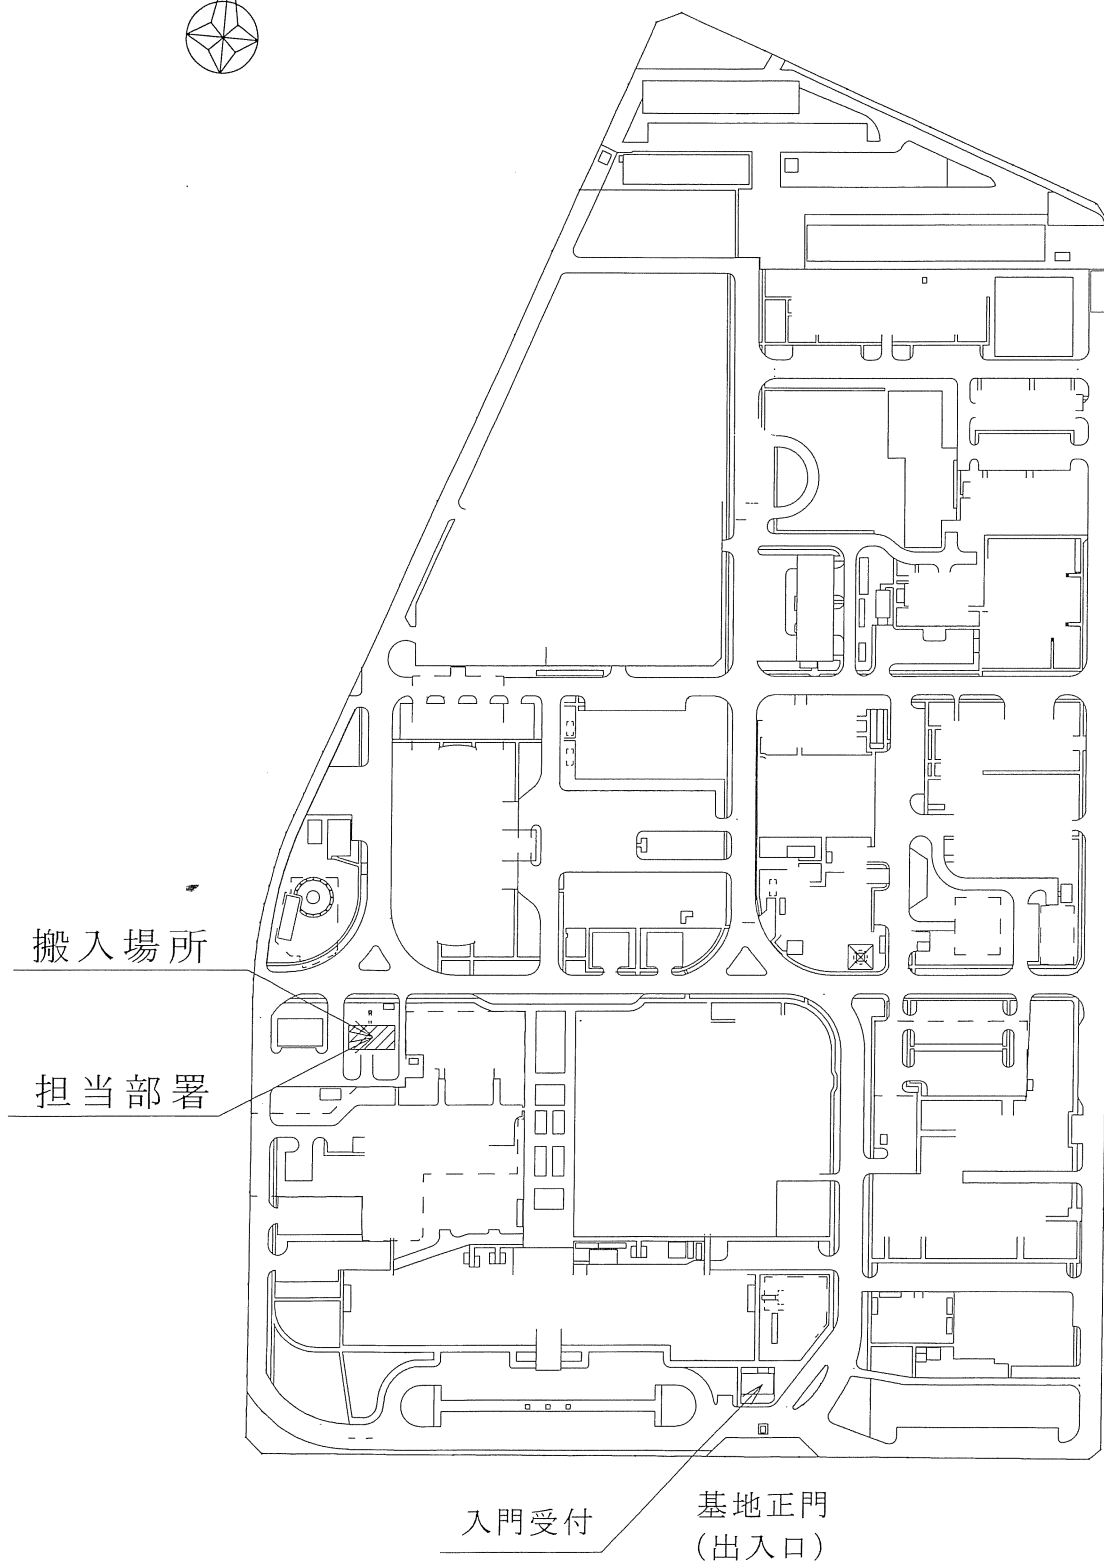 搬入場所
担当部署
入門受付
基地正門
(出入口)